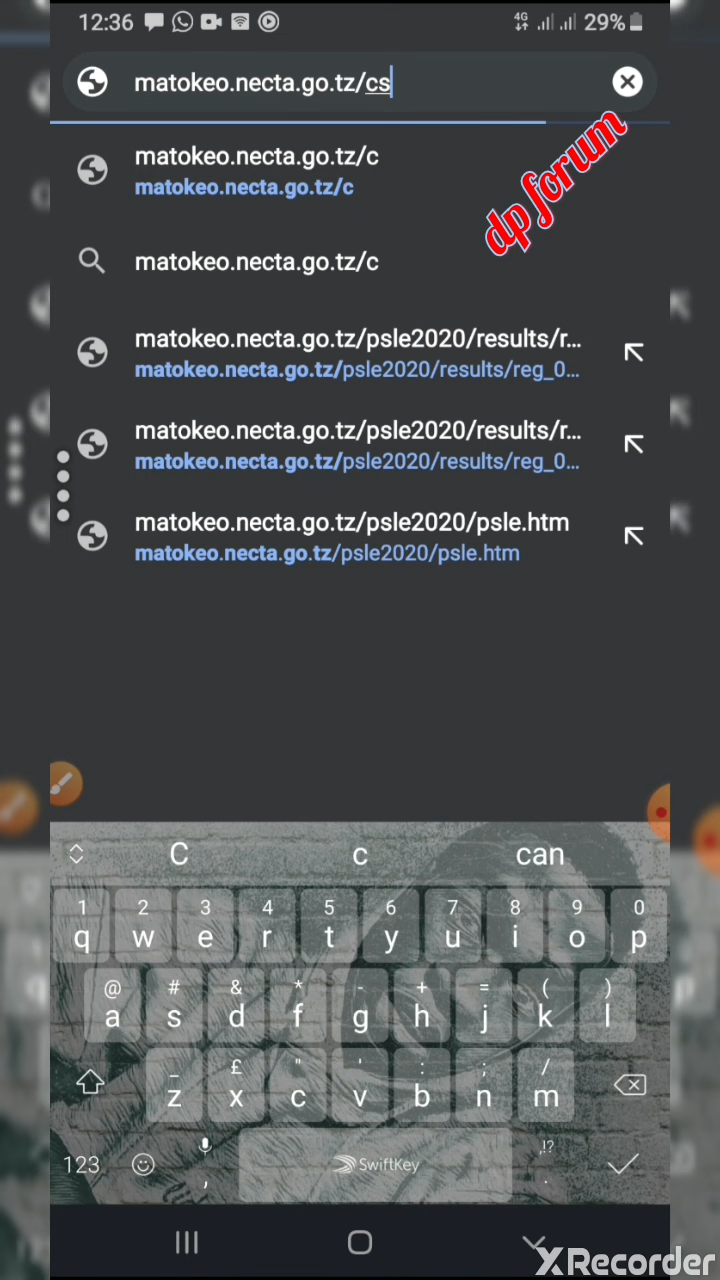 12:36 4G 29%
matokeo.necta.go.tz/cs
dp forum
matokeo.necta.go.tz/c
matokeo.necta.go.tz/c
matokeo.necta.go.tz/c
matokeo.necta.go.tz/psle2020/results/r...
matokeo.necta.go.tz/psle2020/results/reg_0...
matokeo.necta.go.tz/psle2020/results/r...
matokeo.necta.go.tz/psle2020/results/reg_0...
matokeo.necta.go.tz/psle2020/psle.htm
matokeo.necta.go.tz/psle2020/psle.htm
C c can
1 2 3 4 5 6 7 8 9 0
q w e r t y u i o p
@ # & * - + = ( )
a s d f g h j k l
_ £ " ' : ; /
z x c v b n m
,!?
123 , SwiftKey .
XRecorder